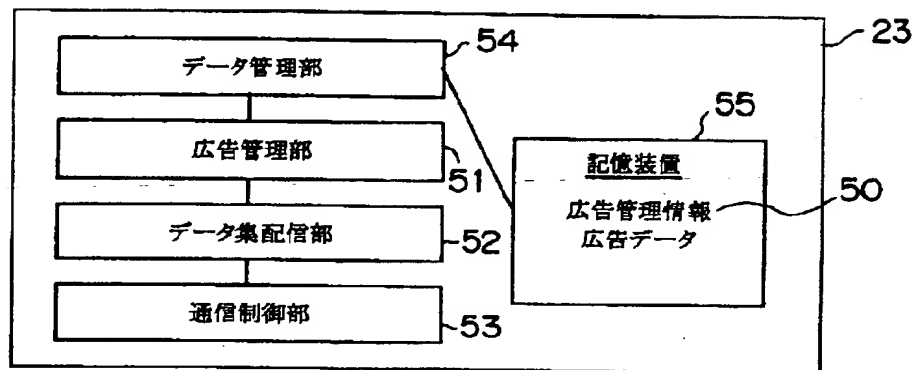 54
23
データ管理部
55
広告管理部
51
記憶装置
広告管理情報
50
データ集配信部
52
広告データ
通信制御部
53